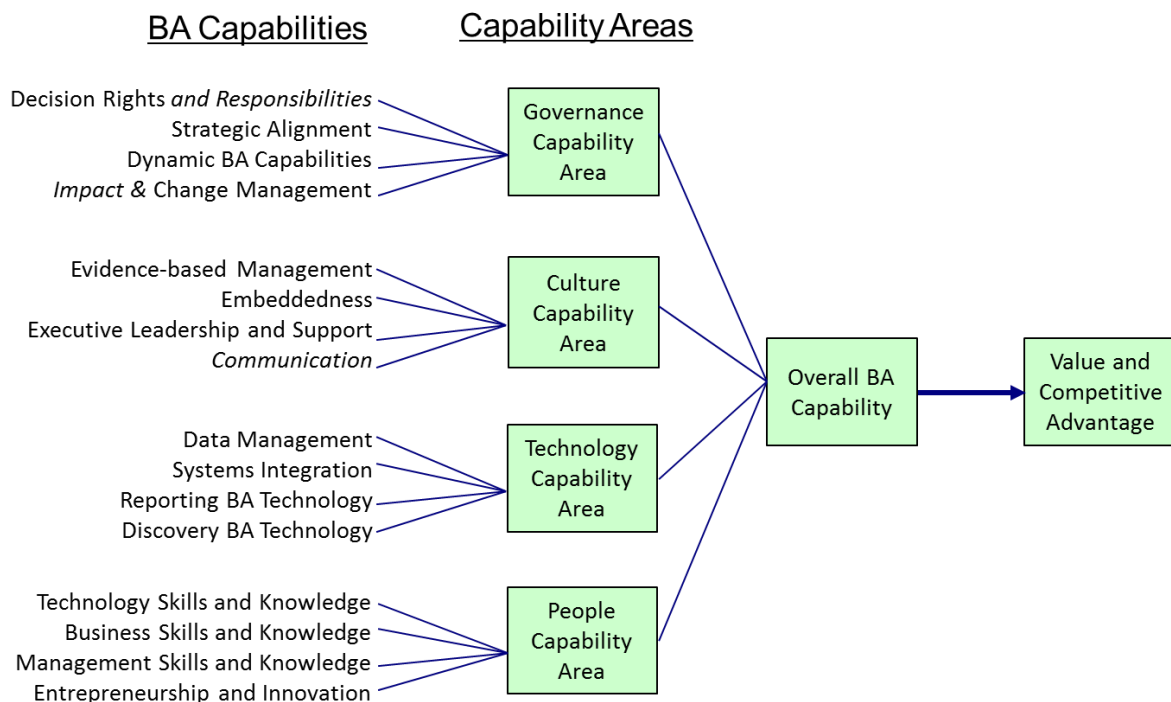 BA Capabilities
Capability Areas
Decision Rights and Responsibilities
Strategic Alignment
Dynamic BA Capabilities
Impact & Change Management
Governance
Capability
Area
Evidence-based Management
Embeddedness
Executive Leadership and Support
Communication
Culture
Capability
Area
Data Management
Systems Integration
Reporting BA Technology
Discovery BA Technology
Technology
Capability
Area
Technology Skills and Knowledge
Business Skills and Knowledge
Management Skills and Knowledge
Entrepreneurship and Innovation
People
Capability
Area
Overall BA
Capability
Value and
Competitive
Advantage